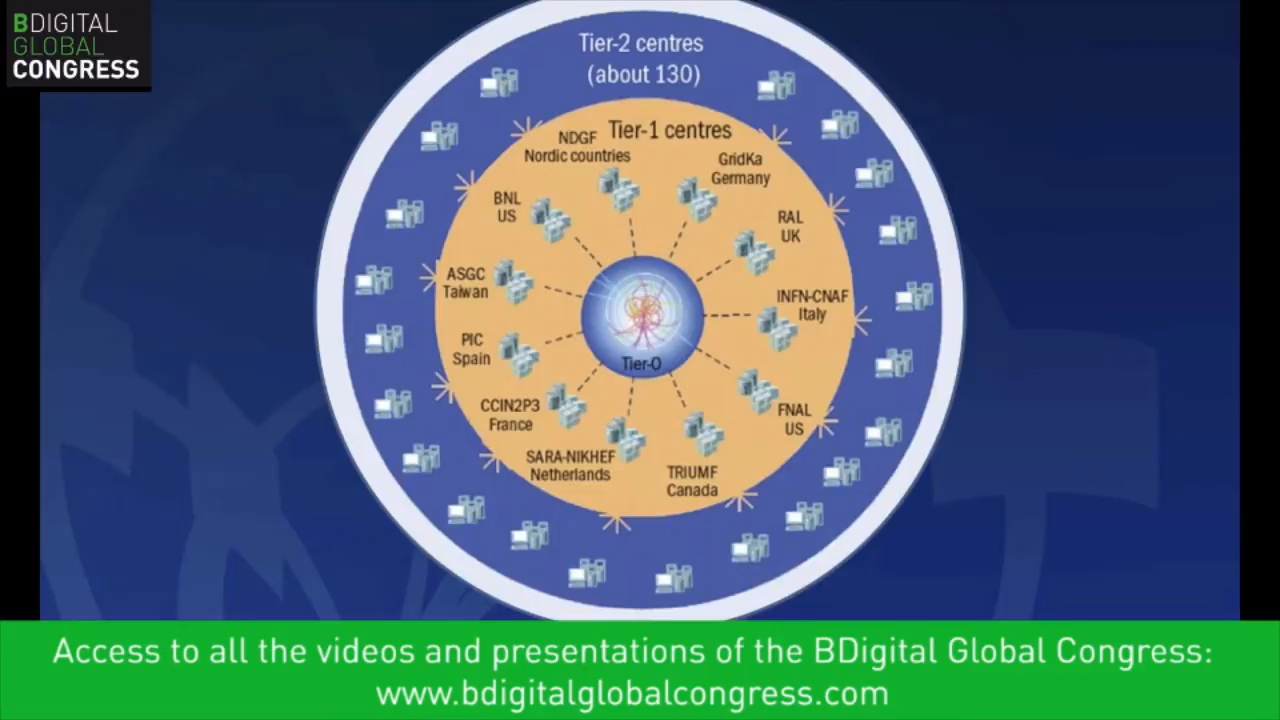 BDIGITAL
GLOBAL
CONGRESS
Tier-2 centres
(about 130)
Tier-1 centres
NDGF
Nordic countries
GridKa
Germany
BNL
US
RAL
UK
ASGC
Taiwan
INFN-CNAF
Italy
PIC
Spain
Tier-0
CCIN2P3
France
FNAL
US
SARA-NIKHEF
Netherlands
TRIUMF
Canada
Access to all the videos and presentations of the BDigital Global Congress:
www.bdigitalglobalcongress.com